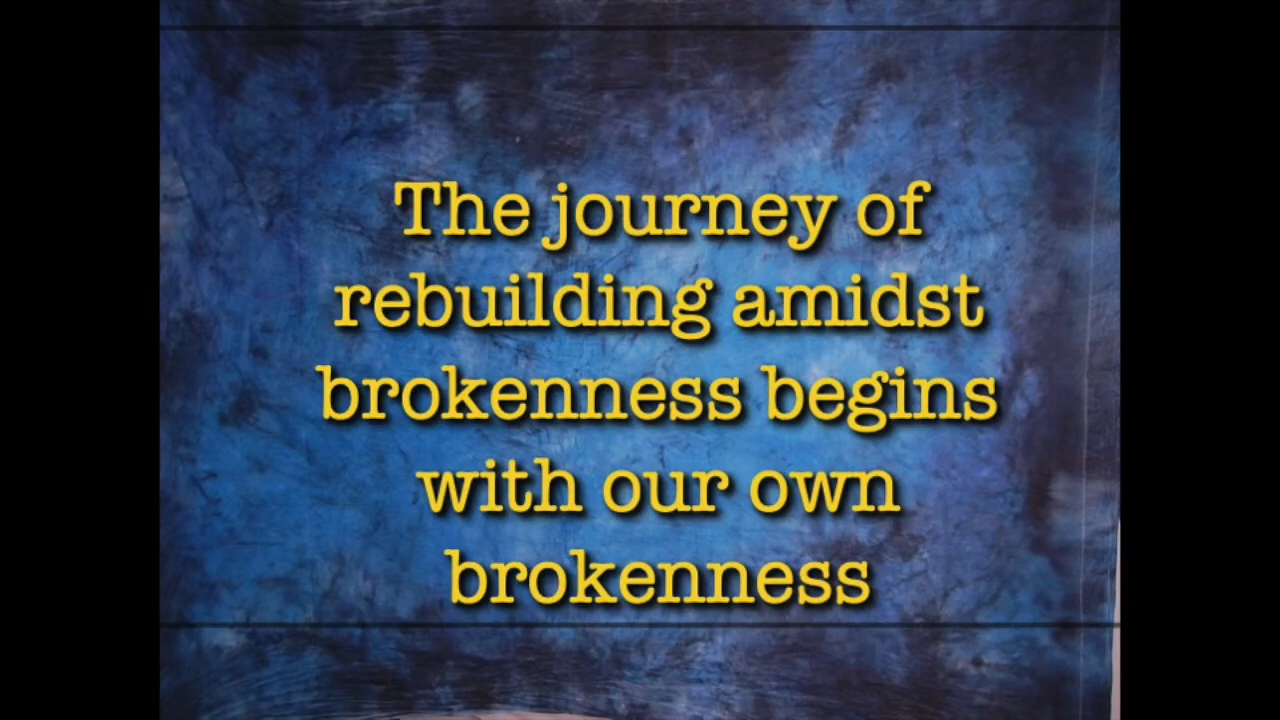 The journey of
rebuilding amidst
brokenness begins
with our own
brokenness